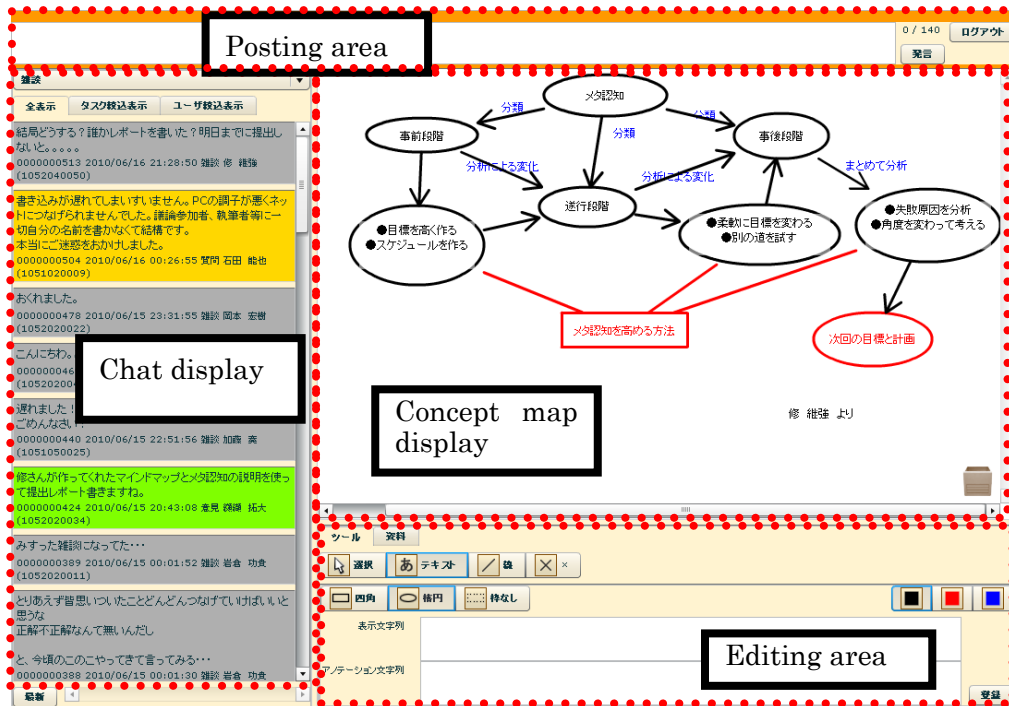 0 / 140 ログアウト
Posting area
発言
雑談
全表示 タスク絞込表示 ユーザ絞込表示
結局どうする？誰かレポートを書いた？明日までに提出し
ないと。。。。。
0000000513 2010/06/16 21:28:50 雑談 修 維強
(1052040050)
書き込みが遅れてしまいすいません。PCの調子が悪くネッ
トにつなげられませんでした。議論参加者、執筆者等に一
切自分の名前を書かなくて結構です。
本当にご迷惑をおかけしました。
0000000504 2010/06/16 00:26:55 質問 石田 能也
(1051020009)
おくれました。
0000000478 2010/06/15 23:31:55 雑談 岡本 宏樹
(1052020022)
こんにちわ。
000000046
(105202004
Chat display
遅れました！
ごめんなさい！
0000000440 2010/06/15 22:51:56 雑談 加藤
(1051050025)
修さんが作ってくれたマインドマップとメタ認知の説明を使っ
て提出レポート書きますね。
0000000424 2010/06/15 20:43:08 意見 拓大
(1052020034)
みすった雑談になってた・・・
0000000389 2010/06/15 00:01:52 雑談 岩倉 功貴
(1052020011)
とりあえず皆思いついたことどんどんつなげていけばいいと
思うな
正解不正解なんて無いんだし
と、今頃のこのこやってきて言ってみる・・・
0000000388 2010/06/15 00:01:30 雑談 岩倉 功貴
最新
メタ認知
分類
分類
分類
事前段階
事後段階
分析による変化
分析による変化
まとめて分析
逆行段階
●目標を高く作る
●スケジュールを作る
●柔軟に目標を変わる
●別の道を試す
●失敗原因を分析
●角度を変わって考える
メタ認知を高める方法
次回の目標と計画
Concept map
display
修 維強 より
ツール 資料
選択 あ テキスト 線 ×
四角 楕円 枠なし
表示文字列
アノテーション文字列
Editing area
登録